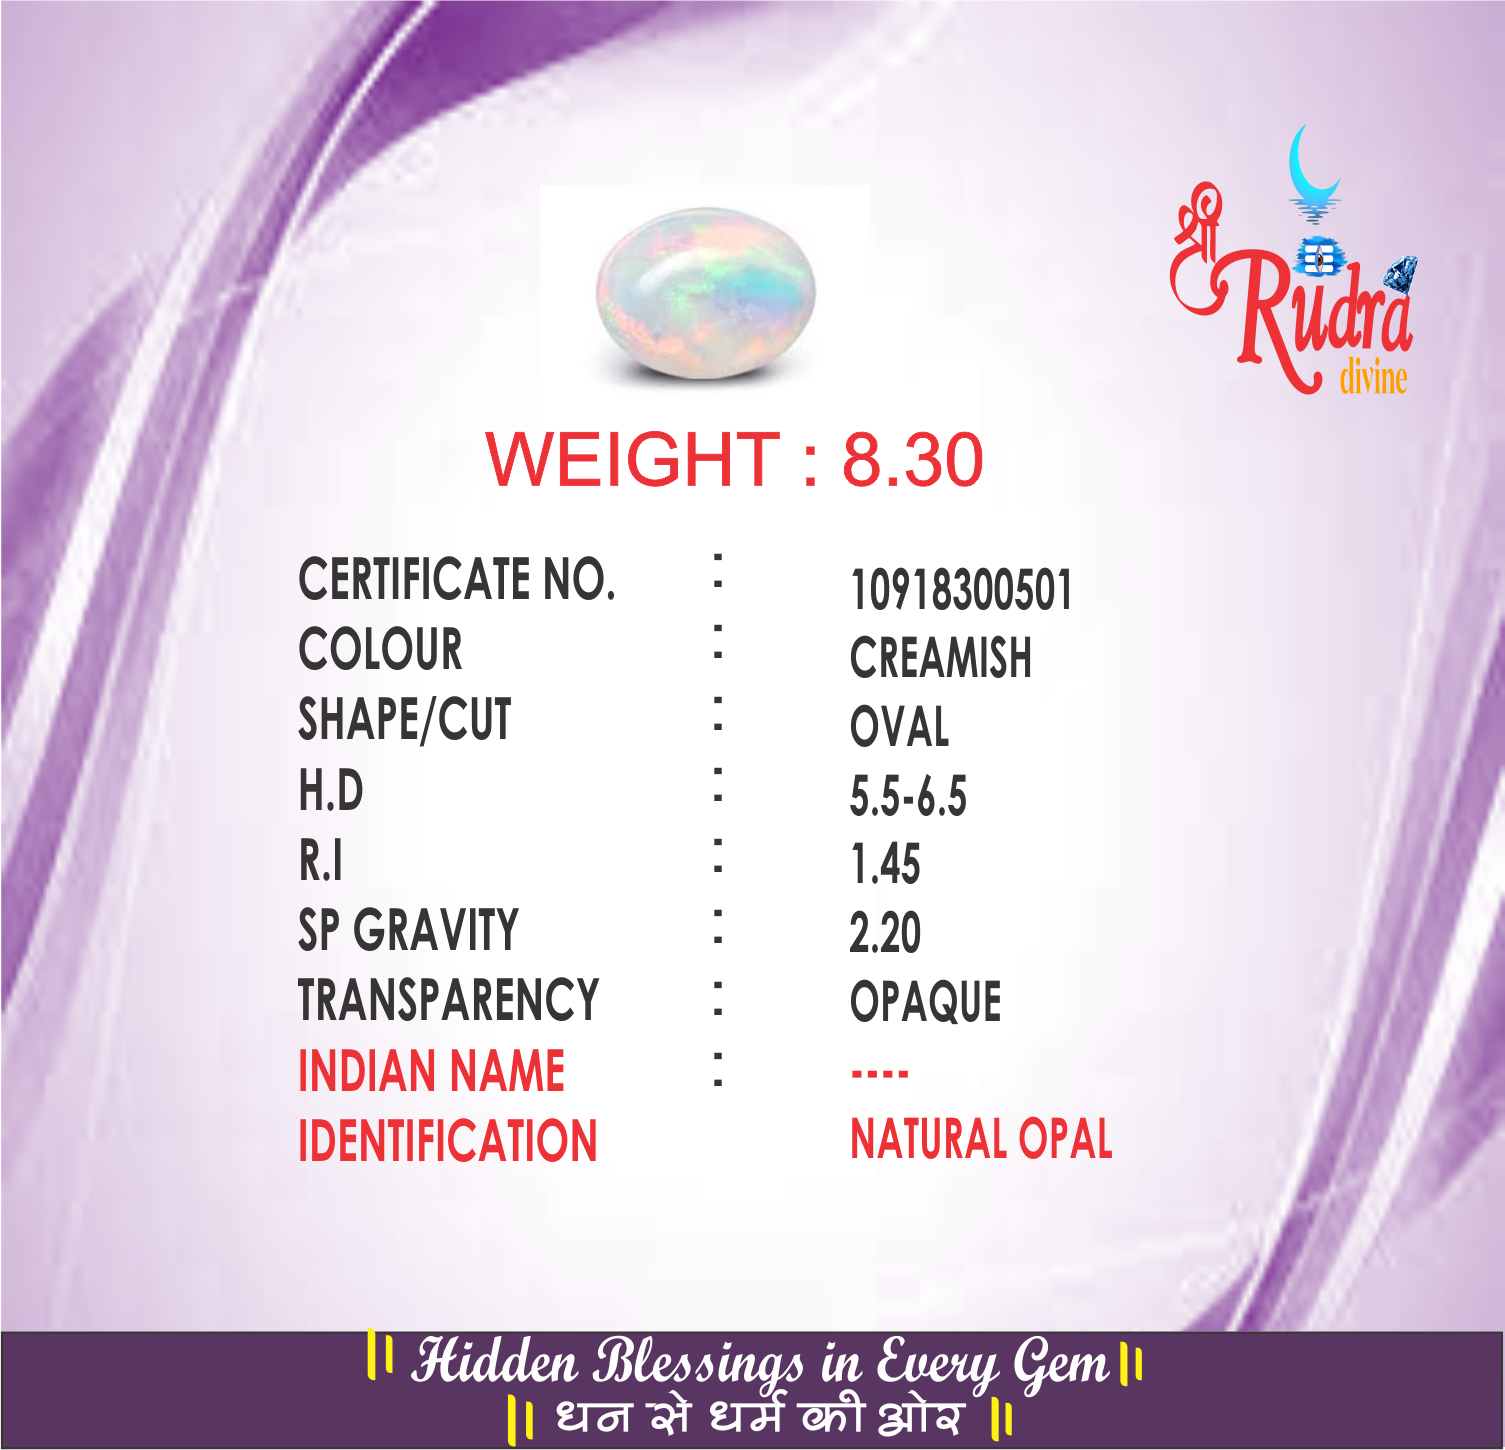 श्री
Rudra
divine
WEIGHT : 8.30
CERTIFICATE NO. : 10918300501
COLOUR : CREAMISH
SHAPE/CUT : OVAL
H.D : 5.5-6.5
R.I : 1.45
SP GRAVITY : 2.20
TRANSPARENCY : OPAQUE
INDIAN NAME : ----
IDENTIFICATION NATURAL OPAL
|| Hidden Blessings in Every Gem ||
|| धन से धर्म की ओर ||